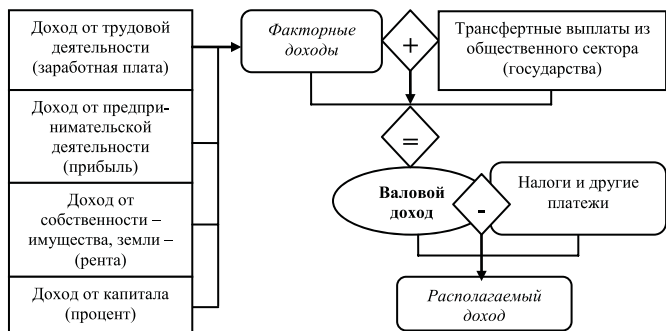 Доход от трудовой
деятельности
(заработная плата)
Доход от предпри-
нимательской
деятельности
(прибыль)
Доход от
собственности –
имущества, земли –
(рента)
Доход от капитала
(процент)
Факторные
доходы
+
Трансфертные выплаты из
общественного сектора
(государства)
=
Валовой
доход
-
Налоги и другие
платежи
Располагаемый
доход